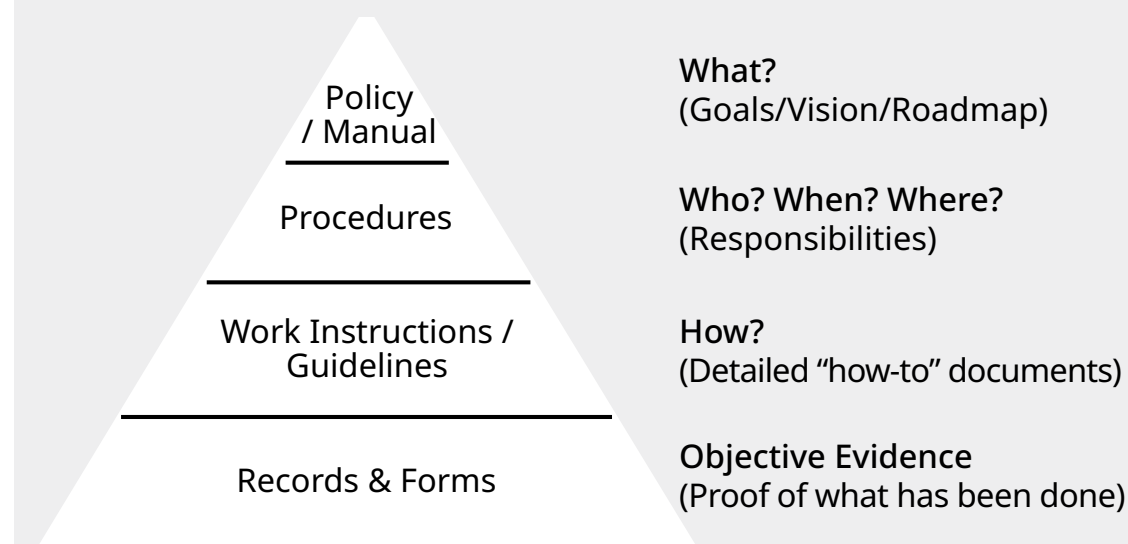 Policy
/ Manual
What?
(Goals/Vision/Roadmap)
Procedures
Who? When? Where?
(Responsibilities)
Work Instructions /
Guidelines
How?
(Detailed “how-to” documents)
Records & Forms
Objective Evidence
(Proof of what has been done)